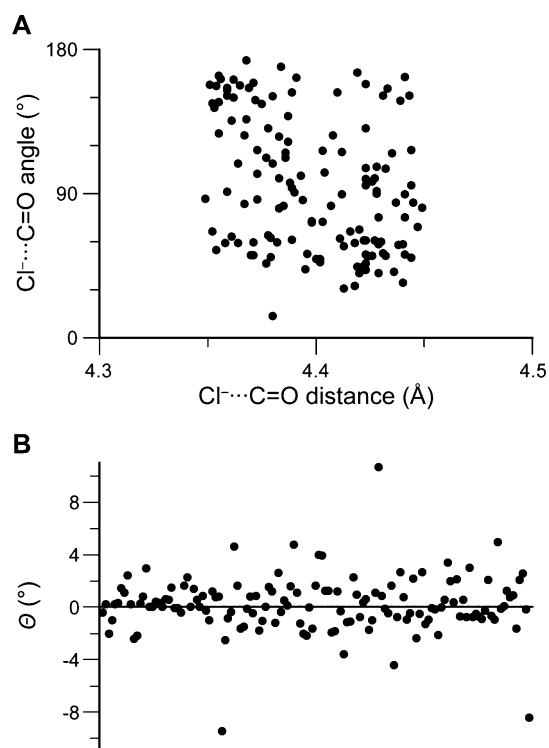 A
180
90
0
Cl⁻···C=O angle (°)
4.3
4.4
4.5
Cl⁻···C=O distance (Å)
B
8
4
0
-4
-8
Θ (°)